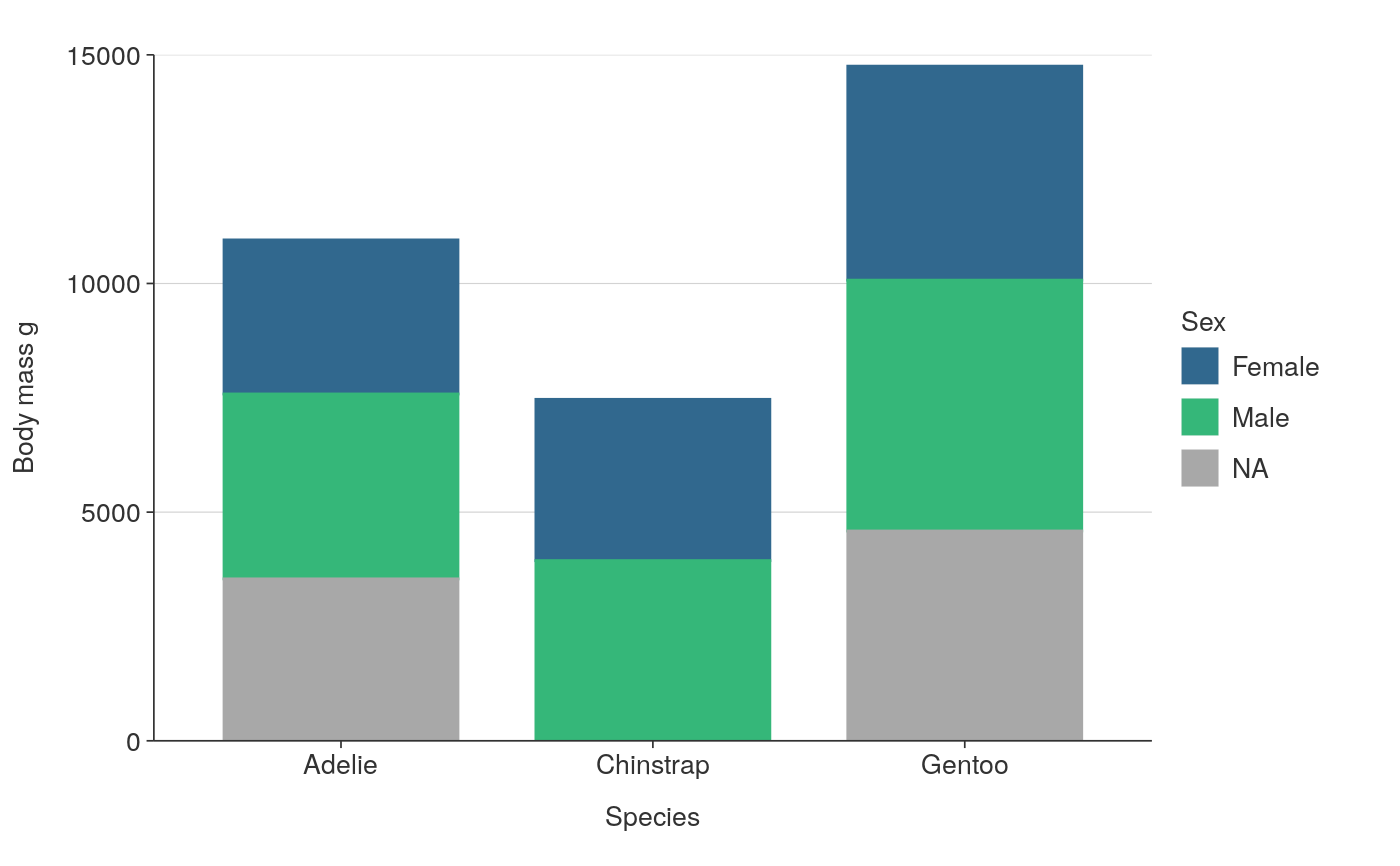 15000
10000
5000
0
Body mass g
Adelie
Chinstrap
Gentoo
Species
Sex
Female
Male
NA